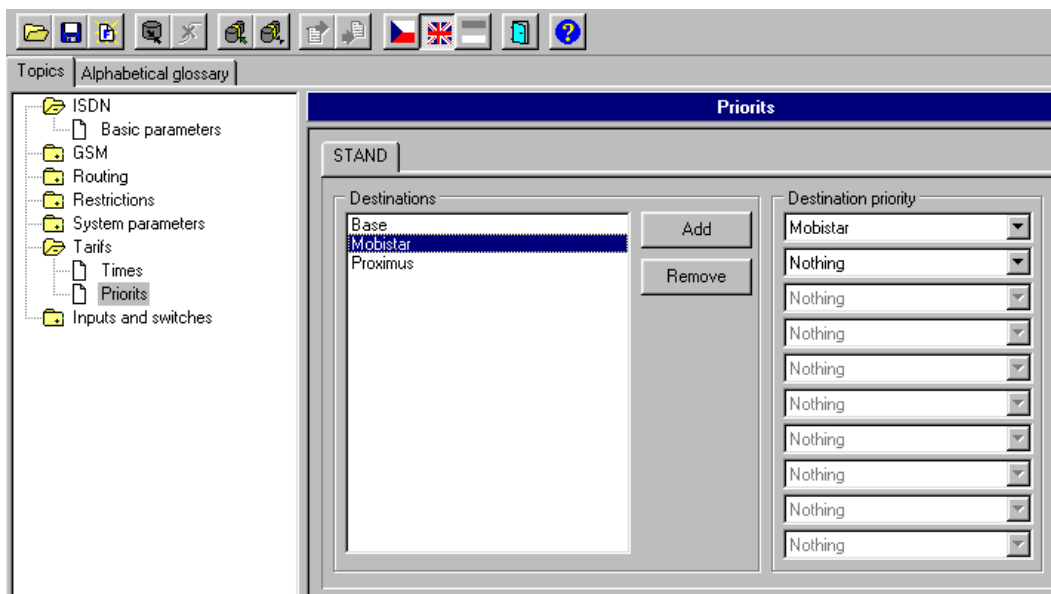 Topics Alphabetical glossary
ISDN
Basic parameters
GSM
Routing
Restrictions
System parameters
Tarifs
Times
Priorits
Inputs and switches
Priorits
STAND
Destinations
Base
Mobistar
Proximus
Add
Remove
Destination priority
Mobistar
Nothing
Nothing
Nothing
Nothing
Nothing
Nothing
Nothing
Nothing
Nothing